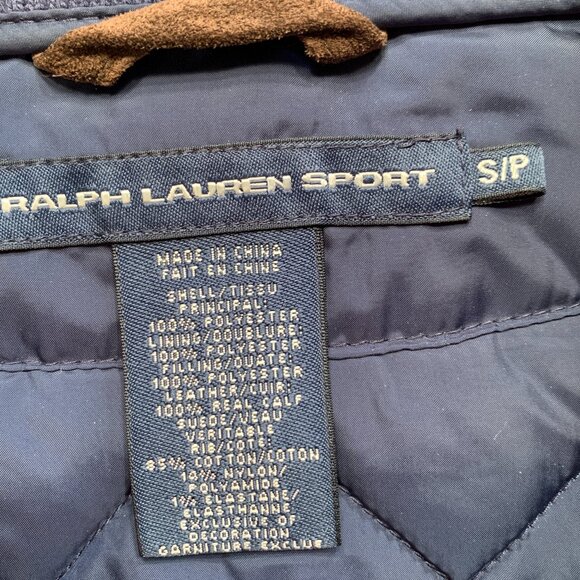 RALPH LAUREN SPORT
S/P
MADE IN CHINA
FAIT EN CHINE
SHELL/TISSU
PRINCIPAL:
100% POLYESTER
LINING/DOUBLURE:
100% POLYESTER
FILLING/OUATE:
100% POLYESTER
LEATHER/CUIR:
100% REAL CALF
SUEDE/VEAU
VERITABLE
RIB/COTE:
85% COTTON/COTON
10% NYLON/
POLYAMIDE
1% ELASTANE/
ELASTHANNE
EXCLUSIVE OF
DECORATION
GARNITURE EXCLUE